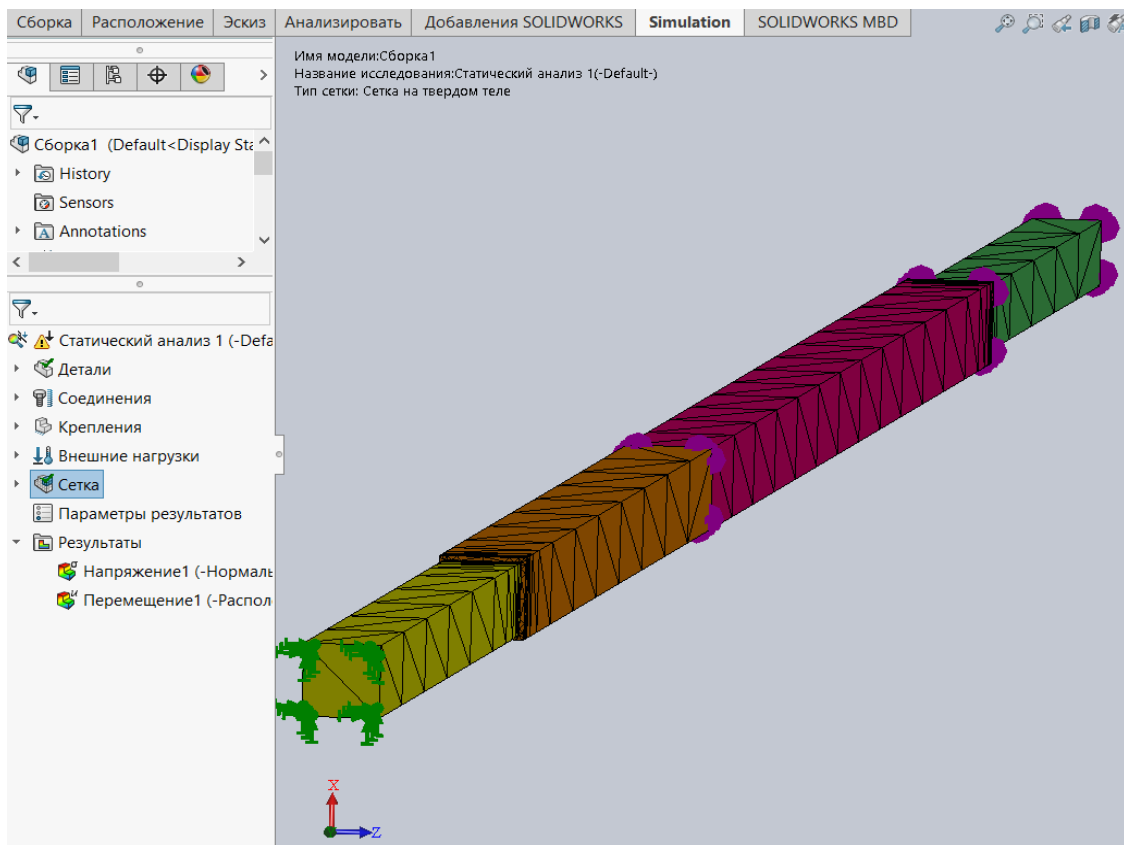 Сборка Расположение Эскиз Анализировать Добавления SOLIDWORKS Simulation SOLIDWORKS MBD
Имя модели:Сборка1
Название исследования:Статический анализ 1(-Default-)
Тип сетки: Сетка на твердом теле
Сборка1 (Default<Display Sta
History
Sensors
A Annotations
Статический анализ 1 (-Defa
Детали
Соединения
Крепления
Внешние нагрузки
Сетка
Параметры результатов
Результаты
Напряжение1 (-Нормаль
Перемещение1 (-Распол
X
Z